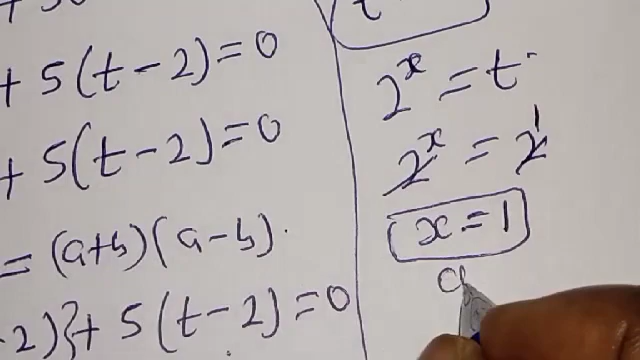 + 5(t-2)=0
+ 5(t-2)=0
= (a+b)(a-b).
-2)}+ 5(t-2)=0
2^x = t
2^x = 2^1
x = 1